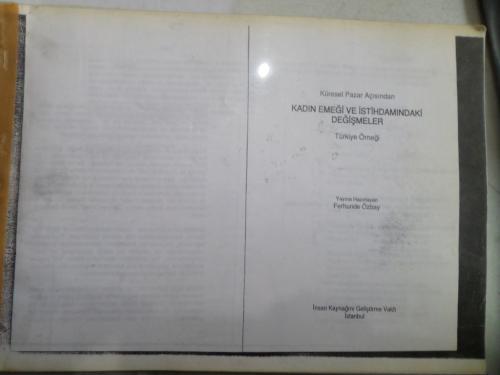 Küresel Pazar Açısından
KADIN EMEĞİ VE İSTİHDAMINDAKİ
DEĞİŞMELER
Türkiye Örneği
Yayına Hazırlayan
Ferhunde Özbay
İnsan Kaynağını Geliştirme Vakfı
İstanbul